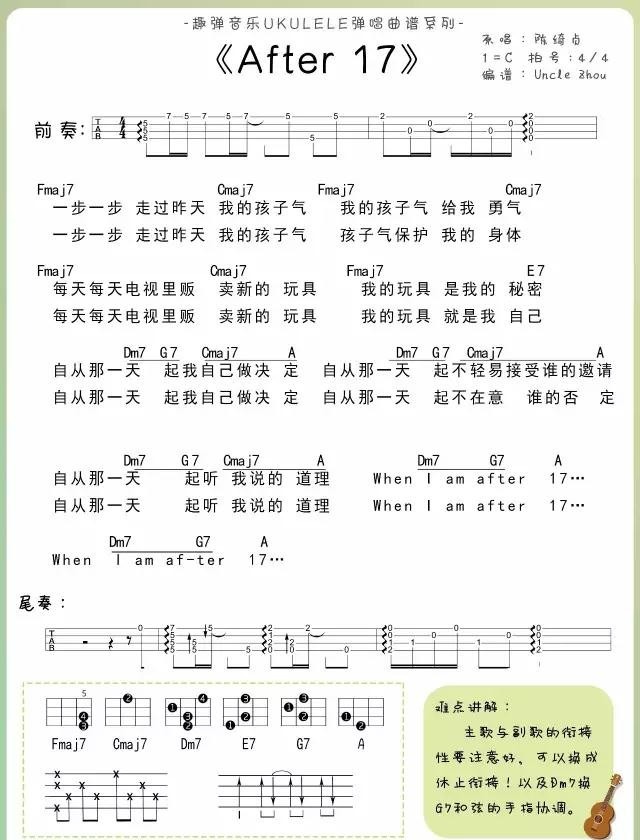 -趣弹音乐UKULELE弹唱曲谱系列-
《After 17》
原唱：陈绮贞
1=C 拍号：4/4
编谱：Uncle Zhou
前奏：
Fmaj7 Cmaj7 Fmaj7 Cmaj7
一步一步 走过昨天 我的孩子气 我的孩子气 给我 勇气
一步一步 走过昨天 我的孩子气 孩子气保护 我的 身体
Fmaj7 Cmaj7 Fmaj7 E7
每天每天电视里贩 卖新的 玩具 我的玩具 是我的 秘密
每天每天电视里贩 卖新的 玩具 我的玩具 就是我 自己
Dm7 G7 Cmaj7 A Dm7 G7 Cmaj7 A
自从那一天 起我自己做决 定 自从那一天 起不轻易接受谁的邀请
自从那一天 起我自己做决 定 自从那一天 起不在意 谁的否 定
Dm7 G7 Cmaj7 A Dm7 G7 A
自从那一天 起听 我说的 道理 When I am after 17…
自从那一天 起听 我说的 道理 When I am after 17…
Dm7 G7 A
When I am af-ter 17…
尾奏：
5
Fmaj7 Cmaj7 Dm7 E7 G7 A
难点讲解：
主歌与副歌的衔接
性要注意好，可以换成
休止衔接！以及Dm7换
G7和弦的手指协调。